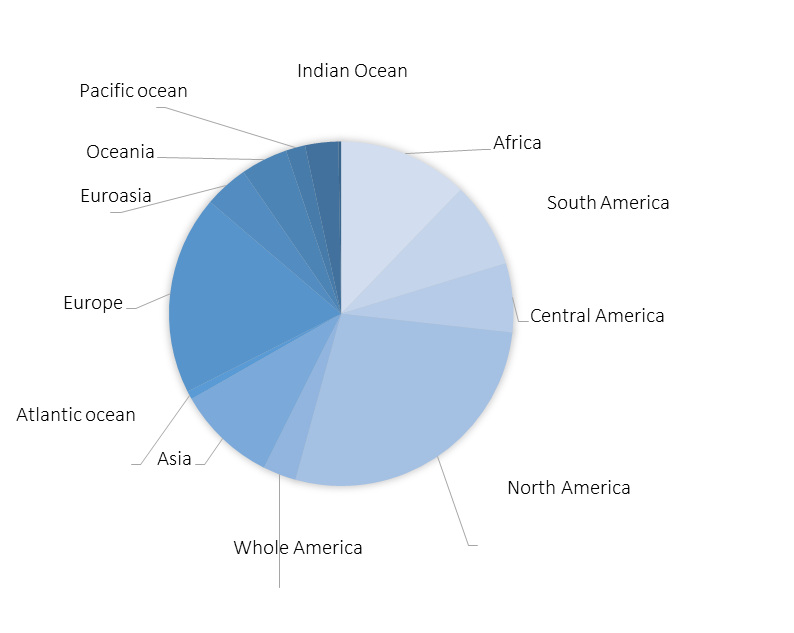 Indian Ocean
Pacific ocean
Africa
Oceania
Euroasia
South America
Europe
Central America
Atlantic ocean
Asia
North America
Whole America